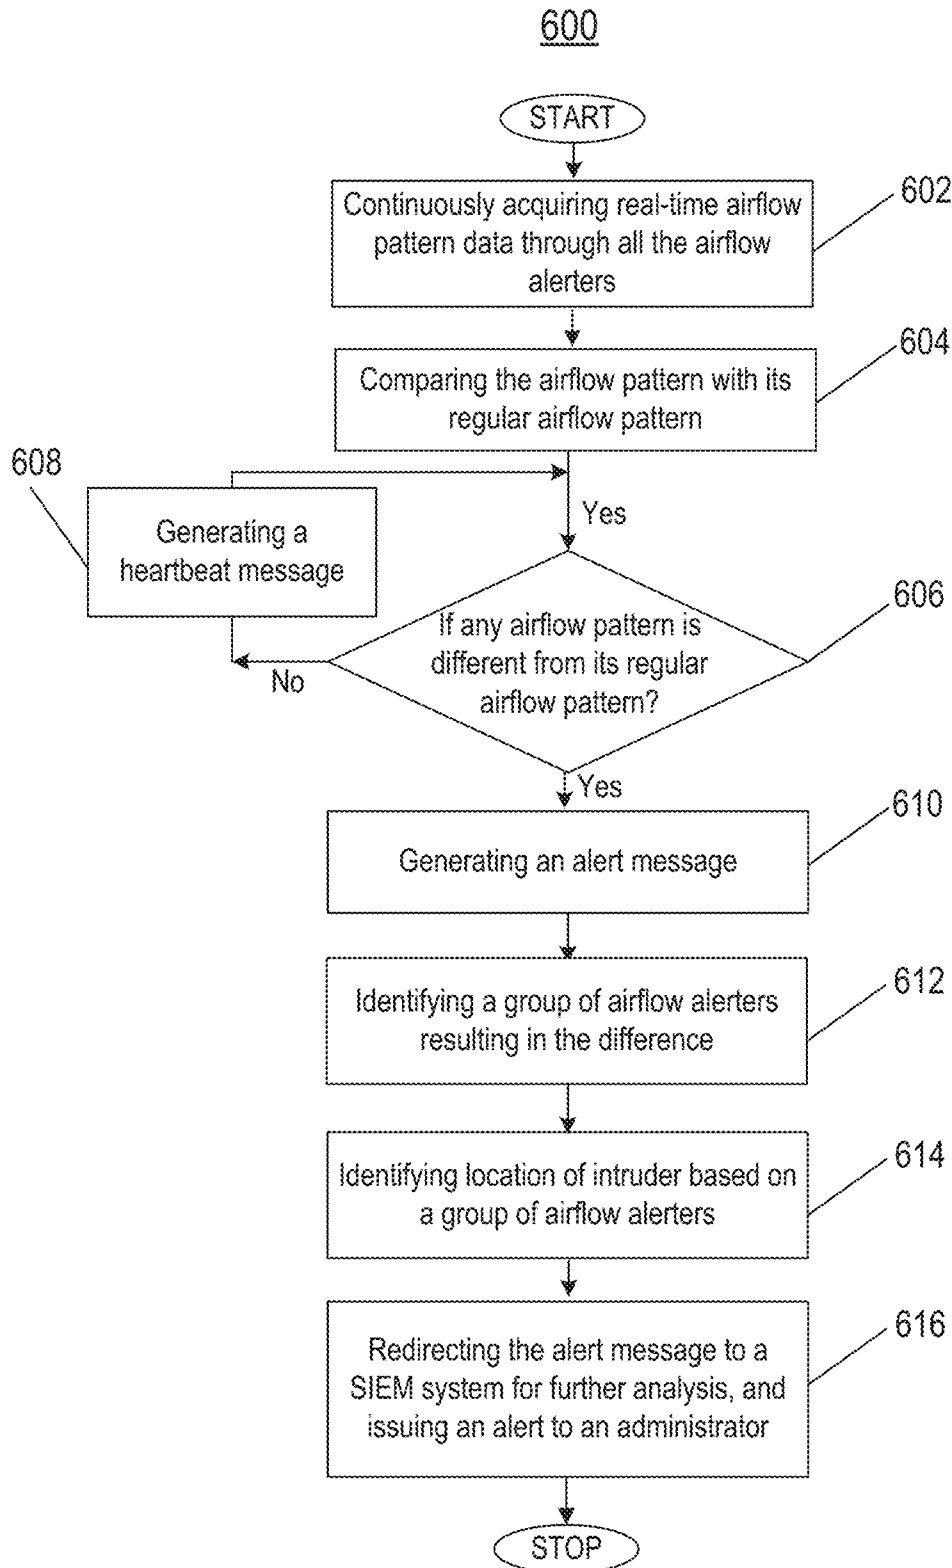 600
START
602
Continuously acquiring real-time airflow
pattern data through all the airflow
alerters
604
Comparing the airflow pattern with its
regular airflow pattern
608
Generating a
heartbeat message
Yes
606
If any airflow pattern is
different from its regular
airflow pattern?
No
Yes
610
Generating an alert message
612
Identifying a group of airflow alerters
resulting in the difference
614
Identifying location of intruder based on
a group of airflow alerters
616
Redirecting the alert message to a
SIEM system for further analysis, and
issuing an alert to an administrator
STOP